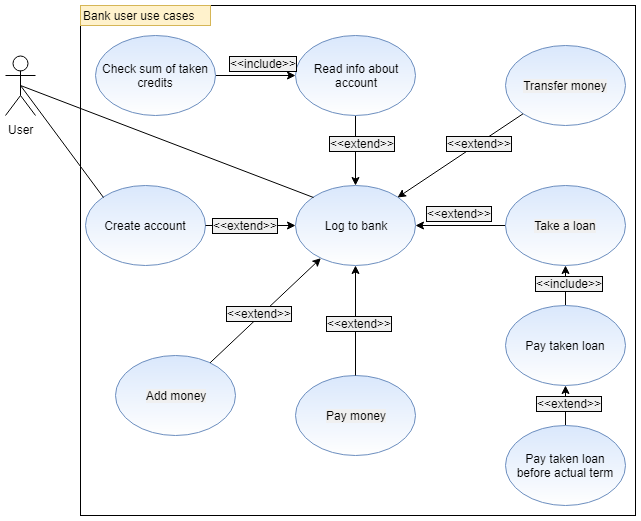 Bank user use cases
Check sum of taken
credits
<<include>>
Read info about
account
Transfer money
User
<<extend>>
<<extend>>
Create account
<<extend>>
Log to bank
<<extend>>
Take a loan
<<include>>
<<extend>>
<<extend>>
Pay taken loan
Add money
Pay money
<<extend>>
Pay taken loan
before actual term